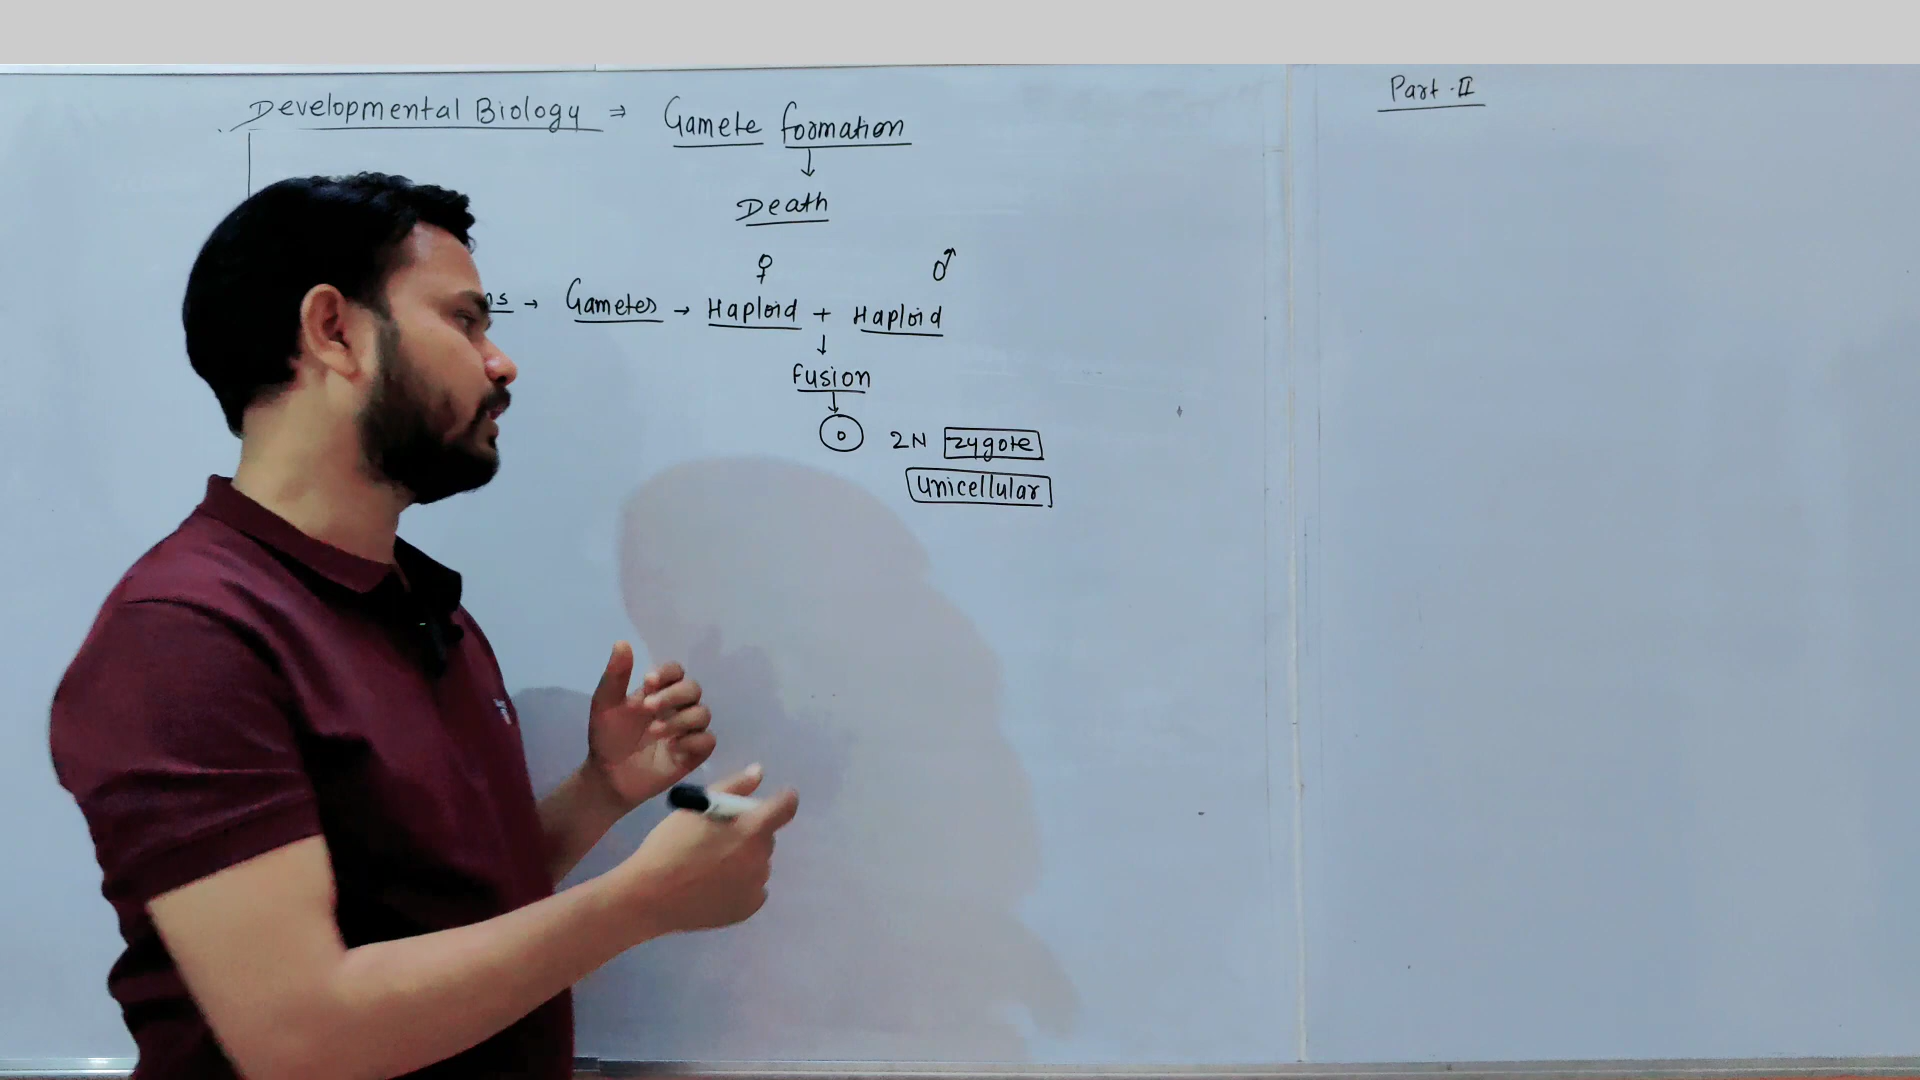 Developmental Biology ⇒ Gamete formation
↓
Death
♀ ♂
→ Gametes → Haploid + Haploid
↓
Fusion
↓
2N zygote
Unicellular
Part-II